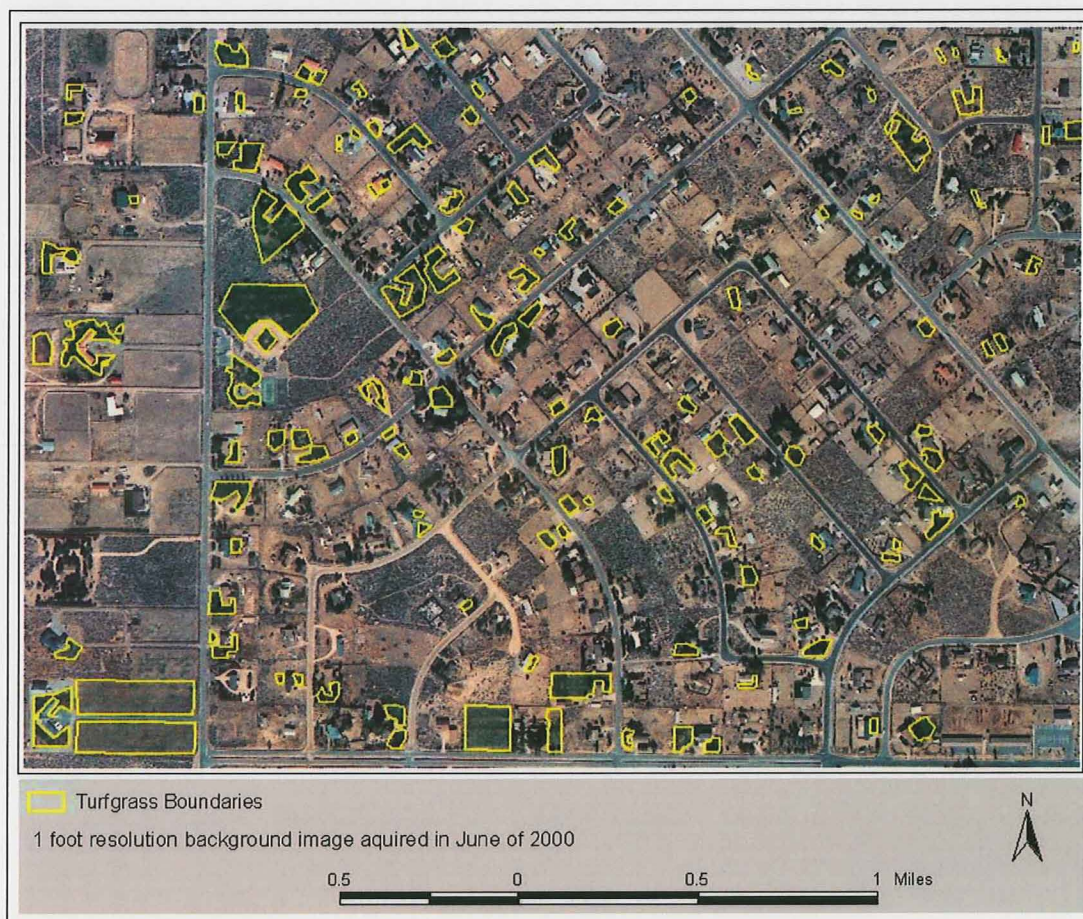 Turfgrass Boundaries
1 foot resolution background image aquired in June of 2000
N
0.5 0 0.5 1 Miles